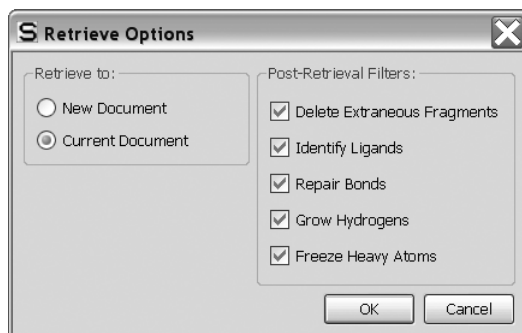 S Retrieve Options
Retrieve to:
New Document
Current Document
Post-Retrieval Filters:
Delete Extraneous Fragments
Identify Ligands
Repair Bonds
Grow Hydrogens
Freeze Heavy Atoms
OK
Cancel